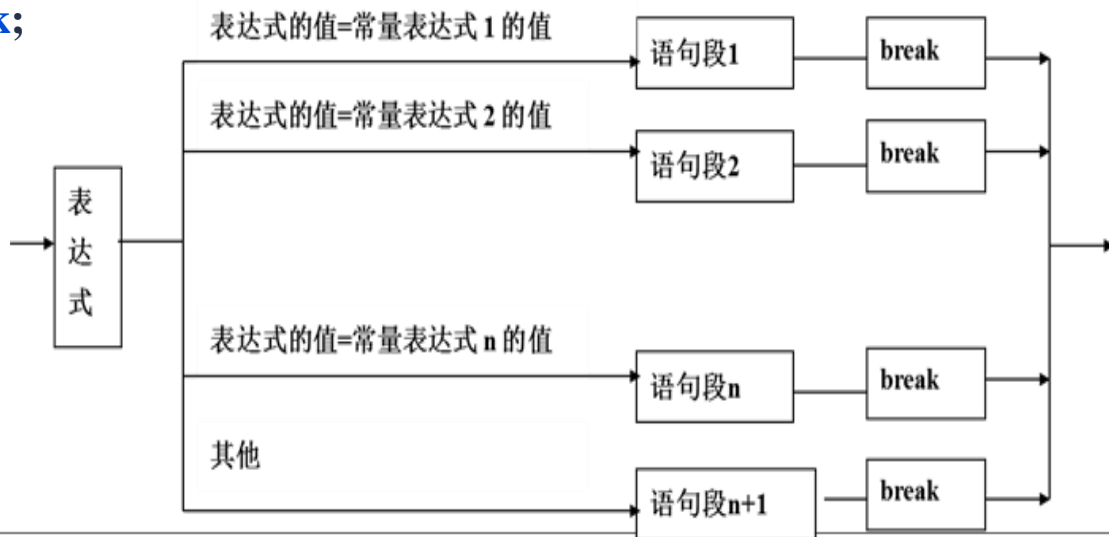 k;
表达式的值=常量表达式 1 的值
语句段1
break
表达式的值=常量表达式 2 的值
语句段2
break
表
达
式
表达式的值=常量表达式 n 的值
语句段n
break
其他
语句段n+1
break